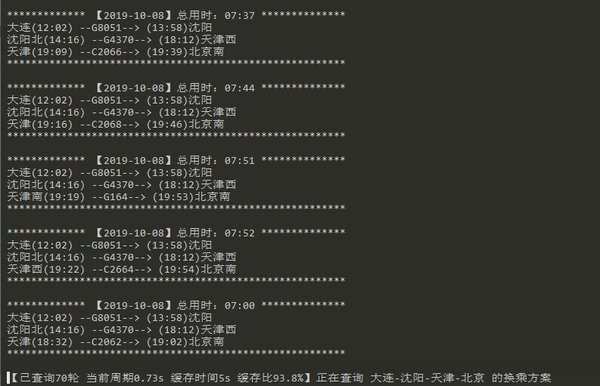 ************* 【2019-10-08】总用时：07:37 **************
大连(12:02) --G8051--> (13:58)沈阳
沈阳北(14:16) --G4370--> (18:12)天津西
天津(19:09) --C2066--> (19:39)北京南
********************************************************
************* 【2019-10-08】总用时：07:44 **************
大连(12:02) --G8051--> (13:58)沈阳
沈阳北(14:16) --G4370--> (18:12)天津西
天津(19:16) --C2068--> (19:46)北京南
********************************************************
************* 【2019-10-08】总用时：07:51 **************
大连(12:02) --G8051--> (13:58)沈阳
沈阳北(14:16) --G4370--> (18:12)天津西
天津南(19:19) --G164--> (19:53)北京南
********************************************************
************* 【2019-10-08】总用时：07:52 **************
大连(12:02) --G8051--> (13:58)沈阳
沈阳北(14:16) --G4370--> (18:12)天津西
天津西(19:22) --C2664--> (19:54)北京南
********************************************************
************* 【2019-10-08】总用时：07:00 **************
大连(12:02) --G8051--> (13:58)沈阳
沈阳北(14:16) --G4370--> (18:12)天津西
天津(18:32) --C2062--> (19:02)北京南
********************************************************
【已查询70轮 当前周期0.73s 缓存时间5s 缓存比93.8%】正在查询 大连-沈阳-天津-北京 的换乘方案